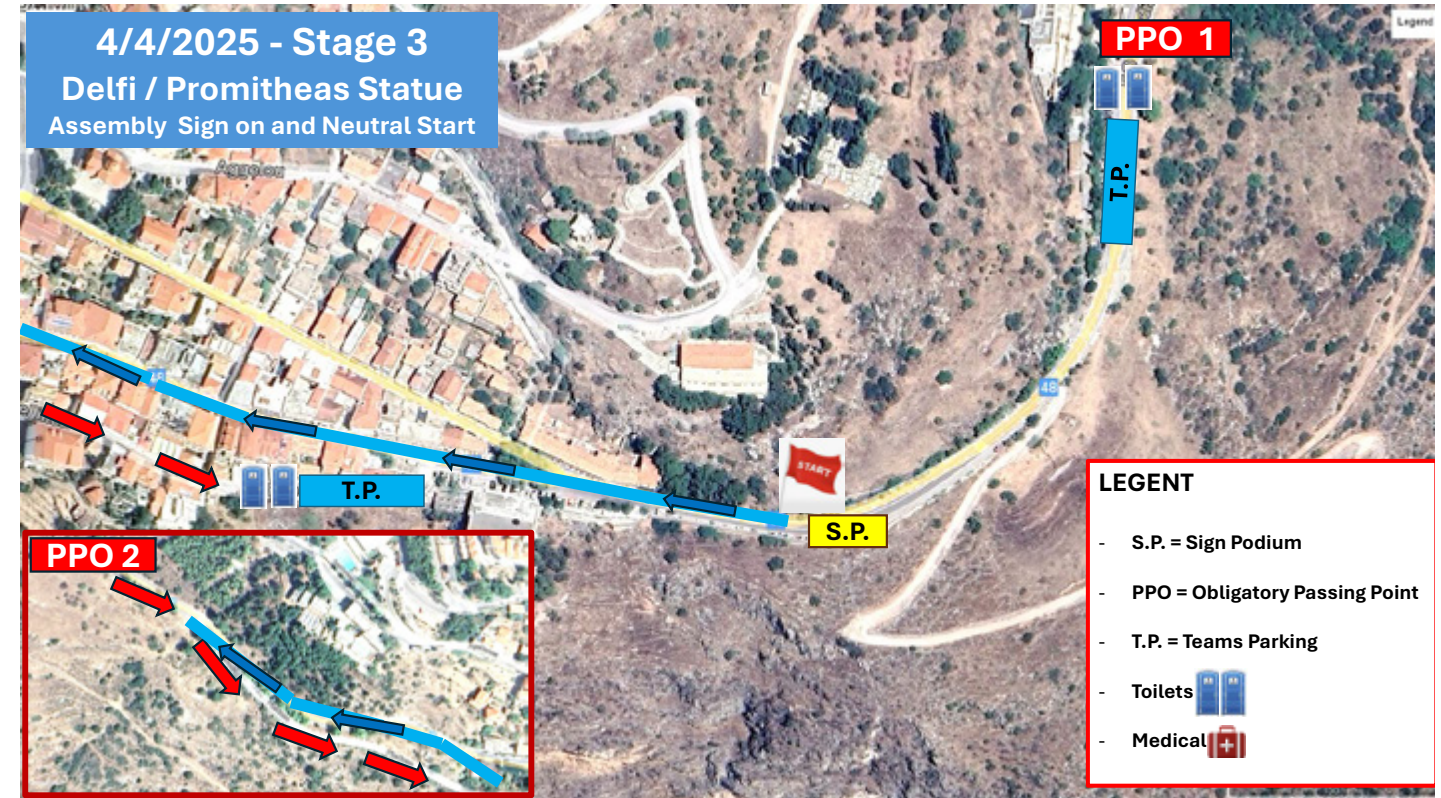 4/4/2025 - Stage 3
Delfi / Promitheas Statue
Assembly Sign on and Neutral Start
PPO 1
Legend
T.P.
Aggelou
48
48
START
S.P.
T.P.
PPO 2
LEGENT
- S.P. = Sign Podium
- PPO = Obligatory Passing Point
- T.P. = Teams Parking
- Toilets
- Medical